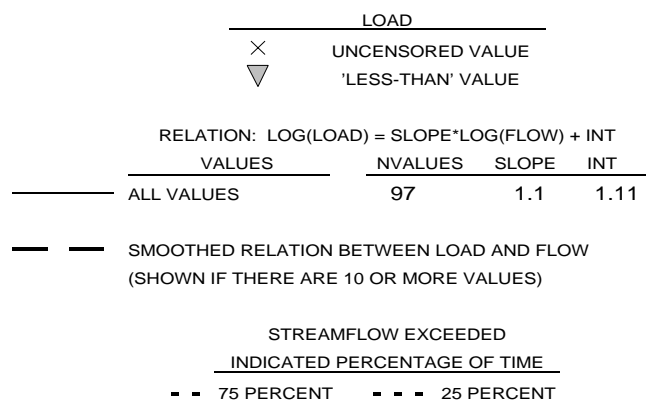 LOAD
UNCENSORED VALUE
'LESS-THAN' VALUE
RELATION: LOG(LOAD) = SLOPE*LOG(FLOW) + INT
VALUES NVALUES SLOPE INT
ALL VALUES 97 1.1 1.11
SMOOTHED RELATION BETWEEN LOAD AND FLOW
(SHOWN IF THERE ARE 10 OR MORE VALUES)
STREAMFLOW EXCEEDED
INDICATED PERCENTAGE OF TIME
75 PERCENT 25 PERCENT